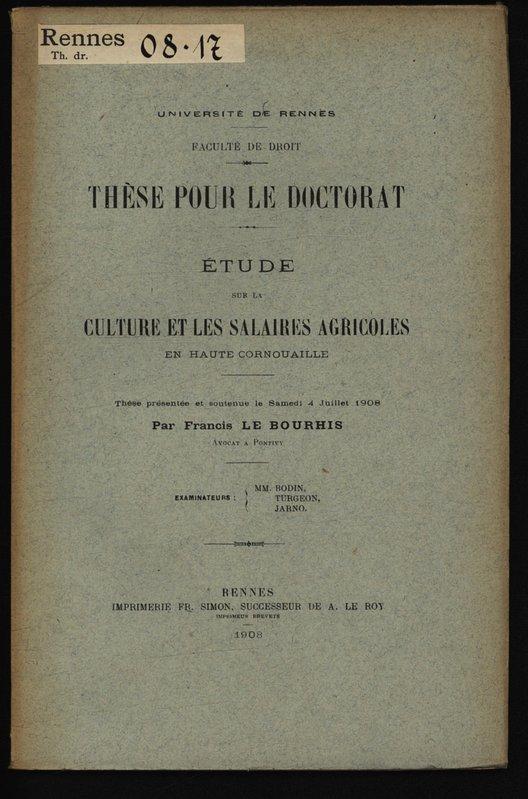 Rennes
Th. dr.
08.17
UNIVERSITÉ DE RENNES
FACULTÉ DE DROIT
THÈSE POUR LE DOCTORAT
ÉTUDE
SUR LA
CULTURE ET LES SALAIRES AGRICOLES
EN HAUTE CORNOUAILLE
Thèse présentée et soutenue le Samedi 4 Juillet 1908
Par Francis LE BOURHIS
AVOCAT A PONTIVY
EXAMINATEURS :
MM. BODIN,
TURGEON,
JARNO.
RENNES
IMPRIMERIE FR. SIMON, SUCCESSEUR DE A. LE ROY
IMPRIMEUR BREVETÉ
1908